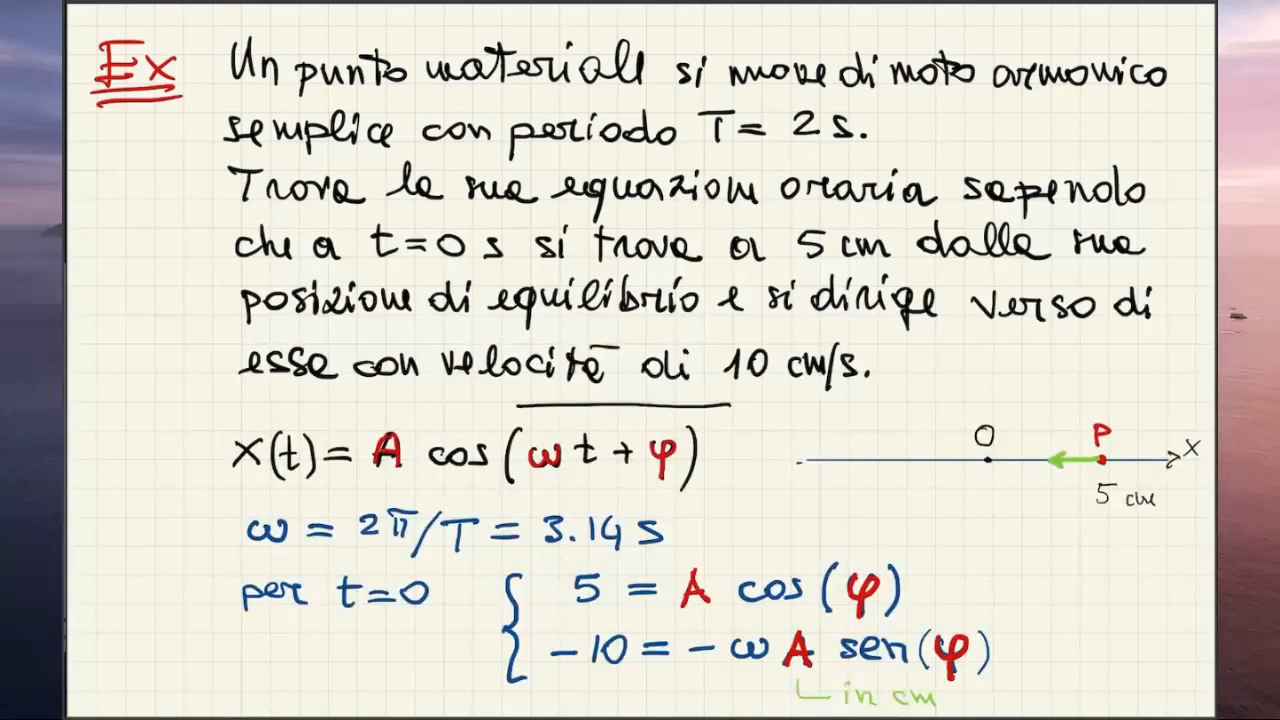 Ex Un punto materiale si muove di moto armonico
semplice con periodo T = 2 s.
Trova la sua equazione oraria sapendo
che a t=0 s si trova a 5 cm dalla sua
posizione di equilibrio e si dirige verso di
essa con velocità di 10 cm/s.
x(t) = A cos(ωt + φ)
O P x
5 cm
ω = 2π/T = 3.14 s
per t=0 { 5 = A cos(φ)
-10 = - ω A sen(φ)
in cm